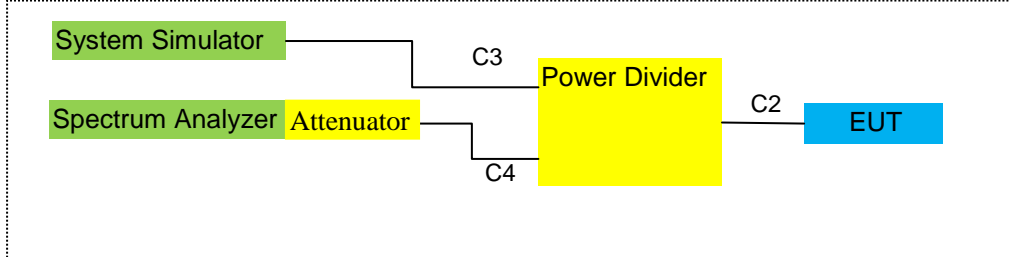 System Simulator
C3
Power Divider
C2
EUT
Spectrum Analyzer
Attenuator
C4